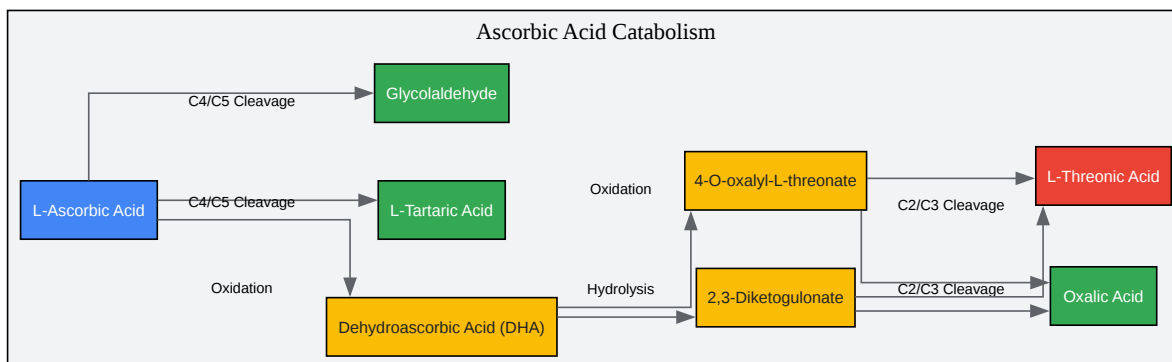 Ascorbic Acid Catabolism
Glycolaldehyde
C4/C5 Cleavage
4-O-oxalyl-L-threonate
L-Threonic Acid
Oxidation
L-Ascorbic Acid
C4/C5 Cleavage
L-Tartaric Acid
C2/C3 Cleavage
Oxidation
Hydrolysis
2,3-Diketogulonate
C2/C3 Cleavage
Oxalic Acid
Dehydroascorbic Acid (DHA)